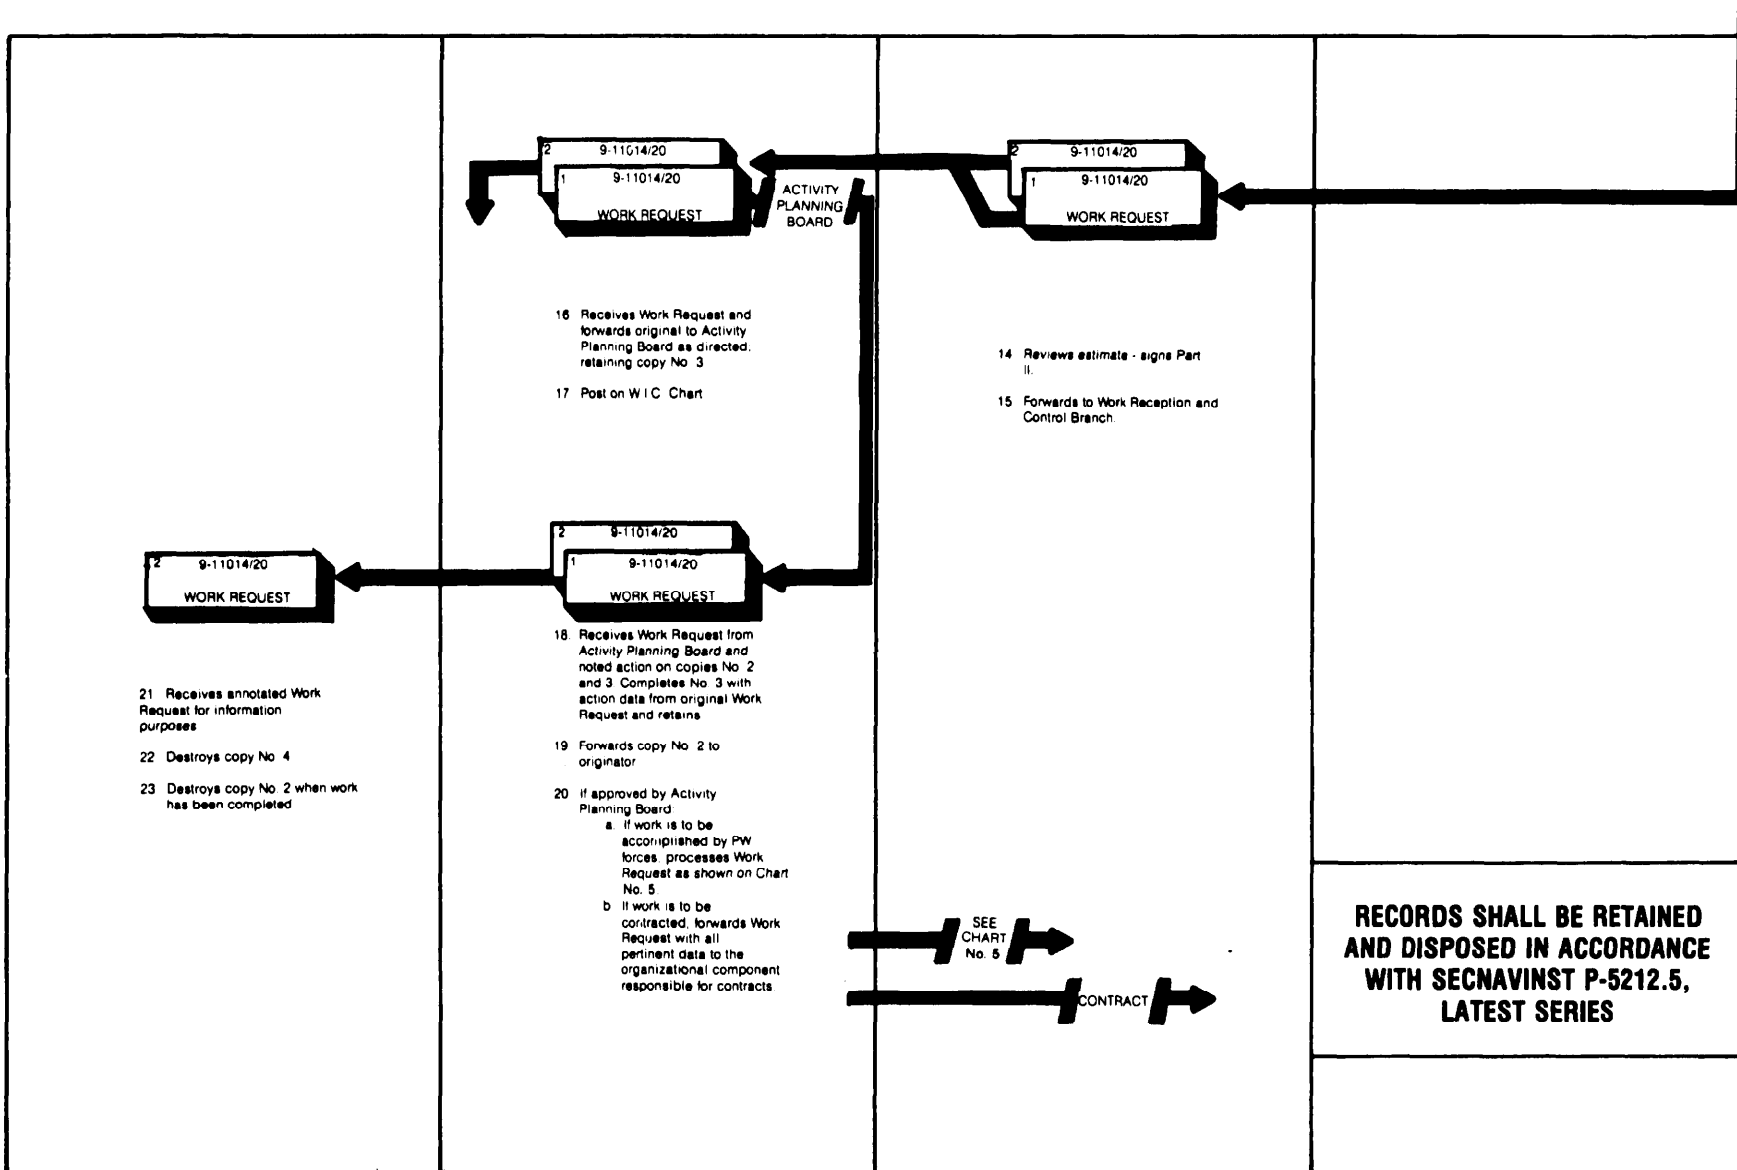 2 9-11014/20
1 9-11014/20
WORK REQUEST
ACTIVITY
PLANNING
BOARD
2 9-11014/20
1 9-11014/20
WORK REQUEST
16 Receives Work Request and
forwards original to Activity
Planning Board as directed,
retaining copy No 3
17 Post on W I C Chart
14 Reviews estimate - signs Part
II.
15 Forwards to Work Reception and
Control Branch.
2 9-11014/20
WORK REQUEST
2 9-11014/20
1 9-11014/20
WORK REQUEST
21 Receives annotated Work
Request for information
purposes
22 Destroys copy No 4
23 Destroys copy No. 2 when work
has been completed
18. Receives Work Request from
Activity Planning Board and
noted action on copies No 2
and 3. Completes No. 3 with
action data from original Work
Request and retains
19 Forwards copy No 2 to
originator
20 If approved by Activity
Planning Board:
a. If work is to be
accomplished by PW
forces, processes Work
Request as shown on Chart
No. 5
b If work is to be
contracted, forwards Work
Request with all
pertinent data to the
organizational component
responsible for contracts
SEE
CHART
No. 5
CONTRACT
RECORDS SHALL BE RETAINED
AND DISPOSED IN ACCORDANCE
WITH SECNAVINST P-5212.5,
LATEST SERIES